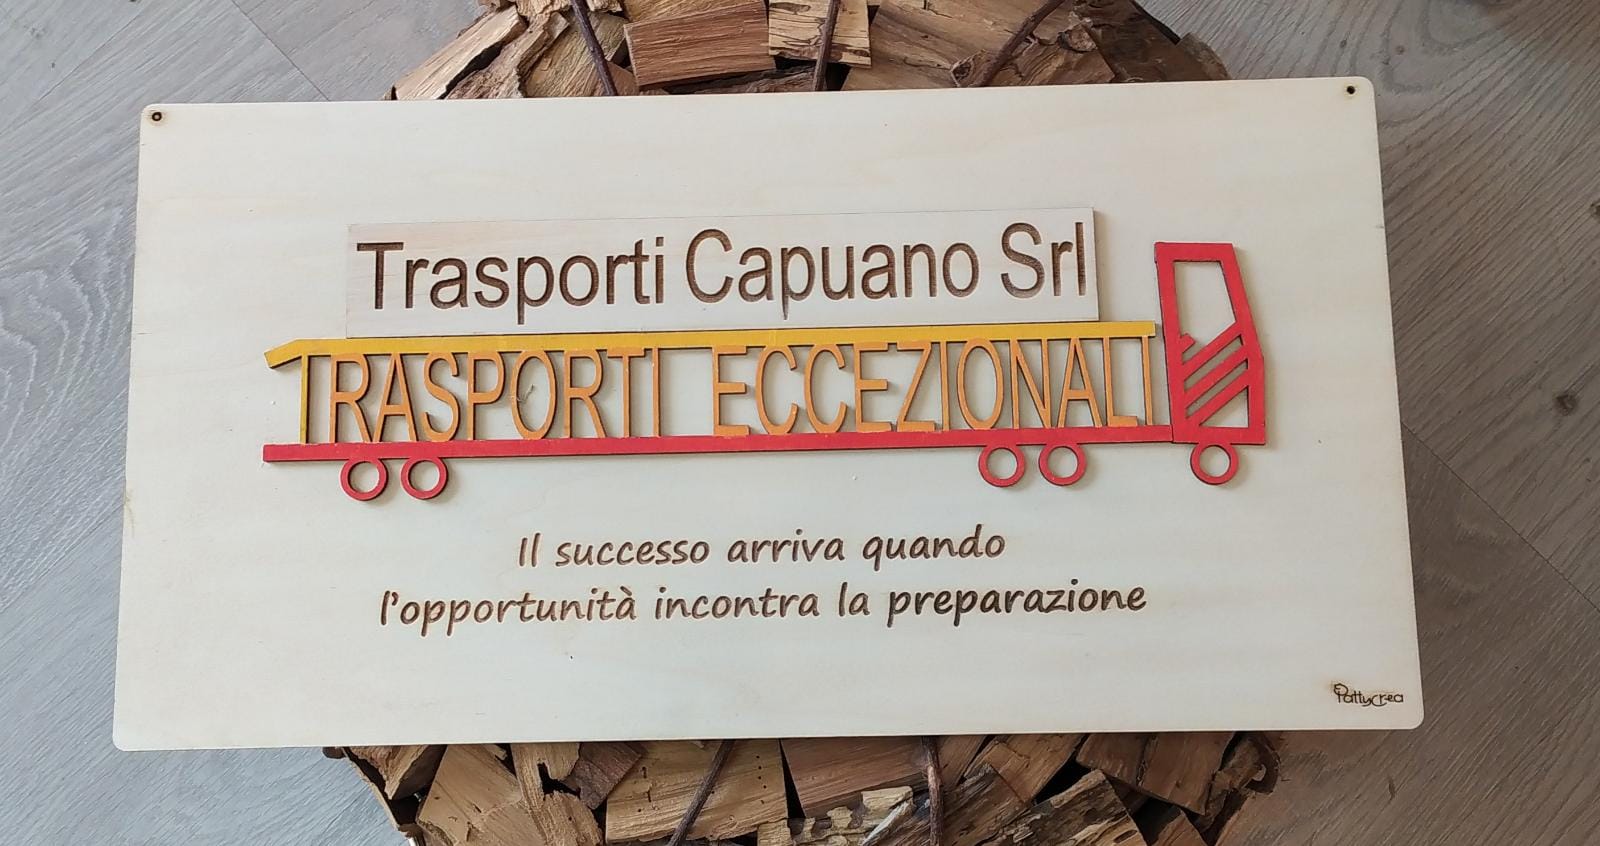 Trasporti Capuano Srl
TRASPORTI ECCEZIONALI
Il successo arriva quando
l'opportunità incontra la preparazione
PattyCrea